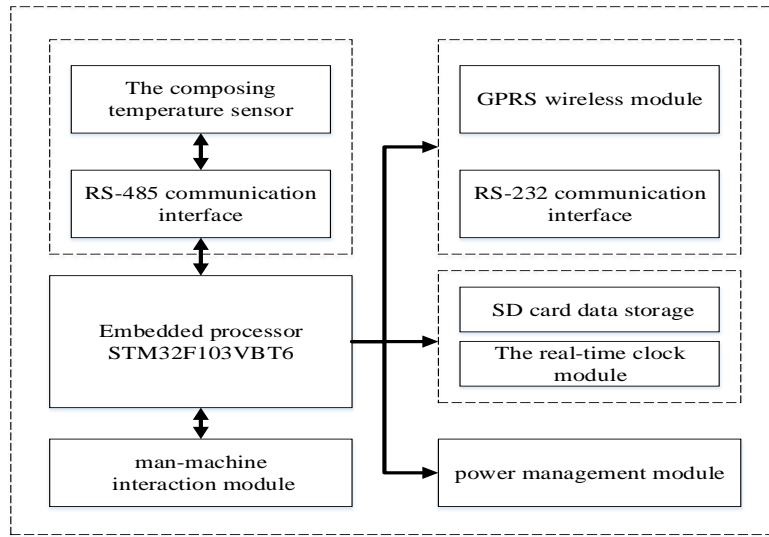 The composing
temperature sensor
RS-485 communication
interface
Embedded processor
STM32F103VBT6
man-machine
interaction module
GPRS wireless module
RS-232 communication
interface
SD card data storage
The real-time clock
module
power management module